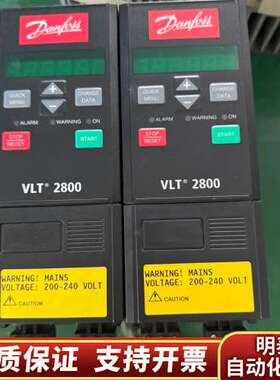 Danfoss
QUICK MENU
+
-
CHANGE DATA
ALARM WARNING ON
STOP RESET
START
VLT® 2800
WARNING! MAINS
VOLTAGE: 200-240 VOLT
CAUTION
Danfoss
QUICK MENU
+
-
CHANGE DATA
ALARM WARNING ON
STOP RESET
START
VLT® 2800
WARNING! MAINS
VOLTAGE: 200-240 VOLT
CAUTION
质保证 支持开票
自动化